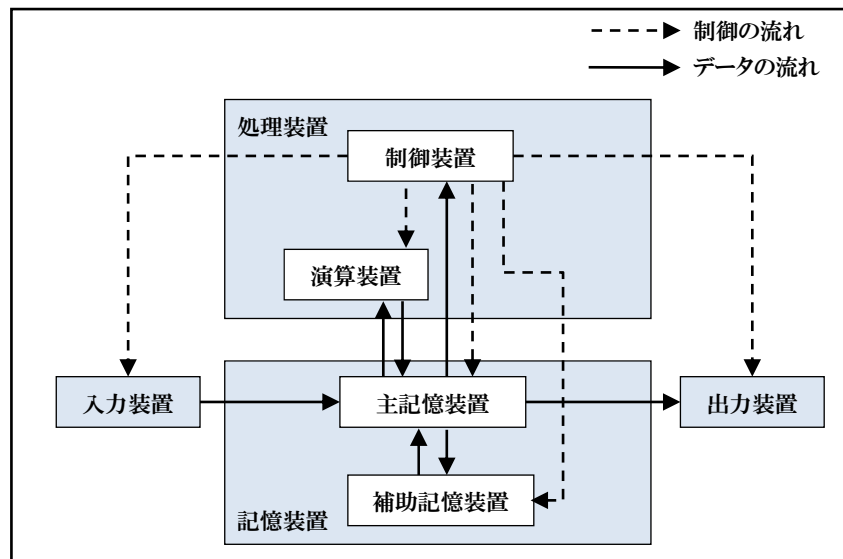 制御の流れ
データの流れ
処理装置
制御装置
演算装置
入力装置
主記憶装置
出力装置
補助記憶装置
記憶装置